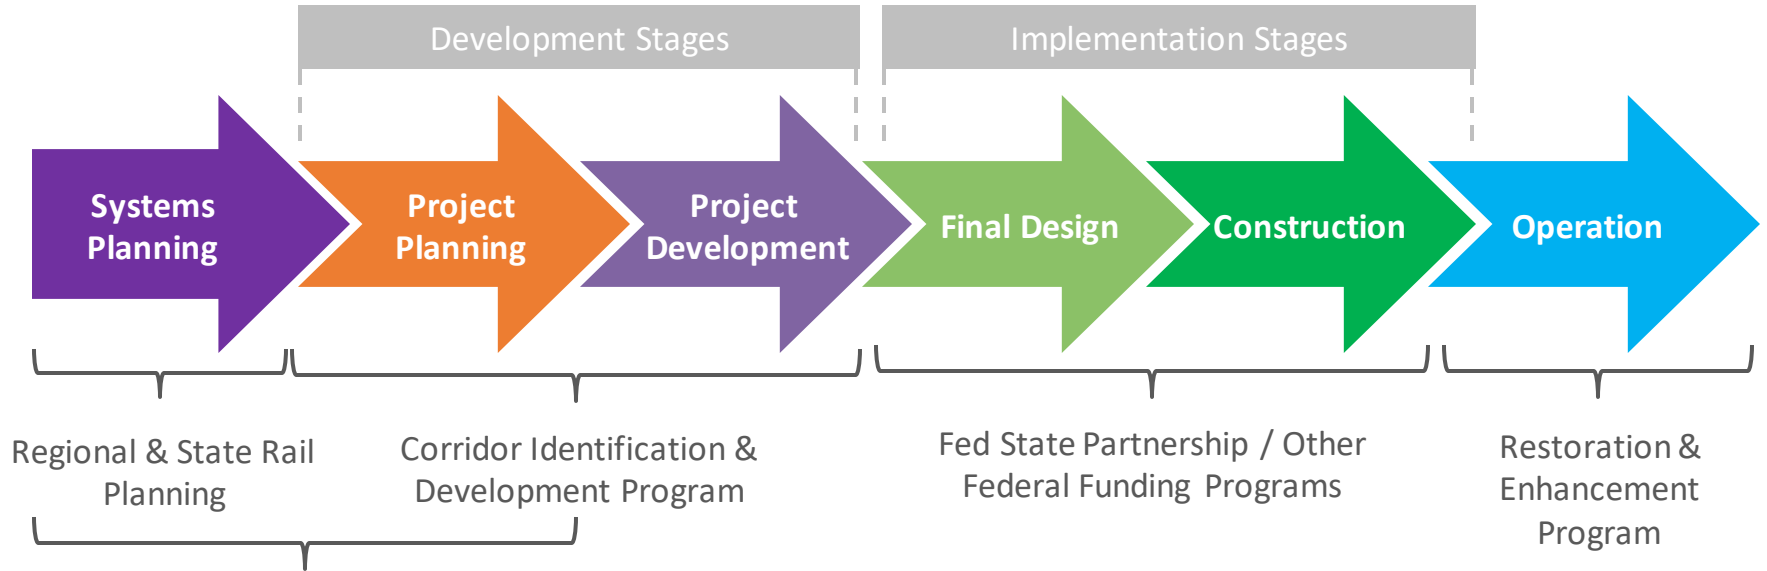 Development Stages
Implementation Stages
Systems
Planning
Project
Planning
Project
Development
Final Design
Construction
Operation
Regional & State Rail
Planning
Corridor Identification &
Development Program
Fed State Partnership / Other
Federal Funding Programs
Restoration &
Enhancement
Program